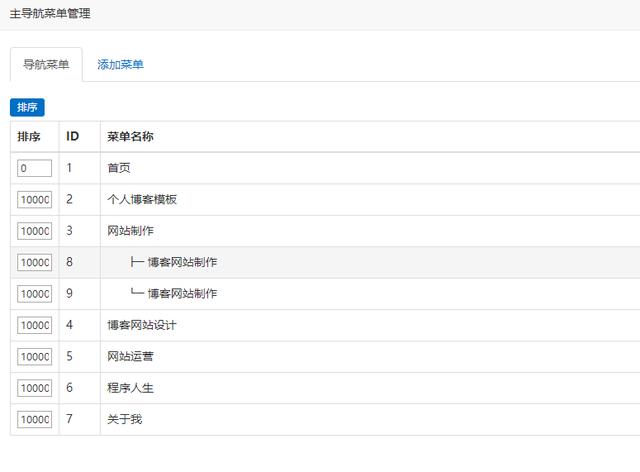 主导航菜单管理
导航菜单 添加菜单
排序
排序 ID 菜单名称
0 1 首页
10000 2 个人博客模板
10000 3 网站制作
10000 8 ├─ 博客网站制作
10000 9 └─ 博客网站制作
10000 4 博客网站设计
10000 5 网站运营
10000 6 程序人生
10000 7 关于我